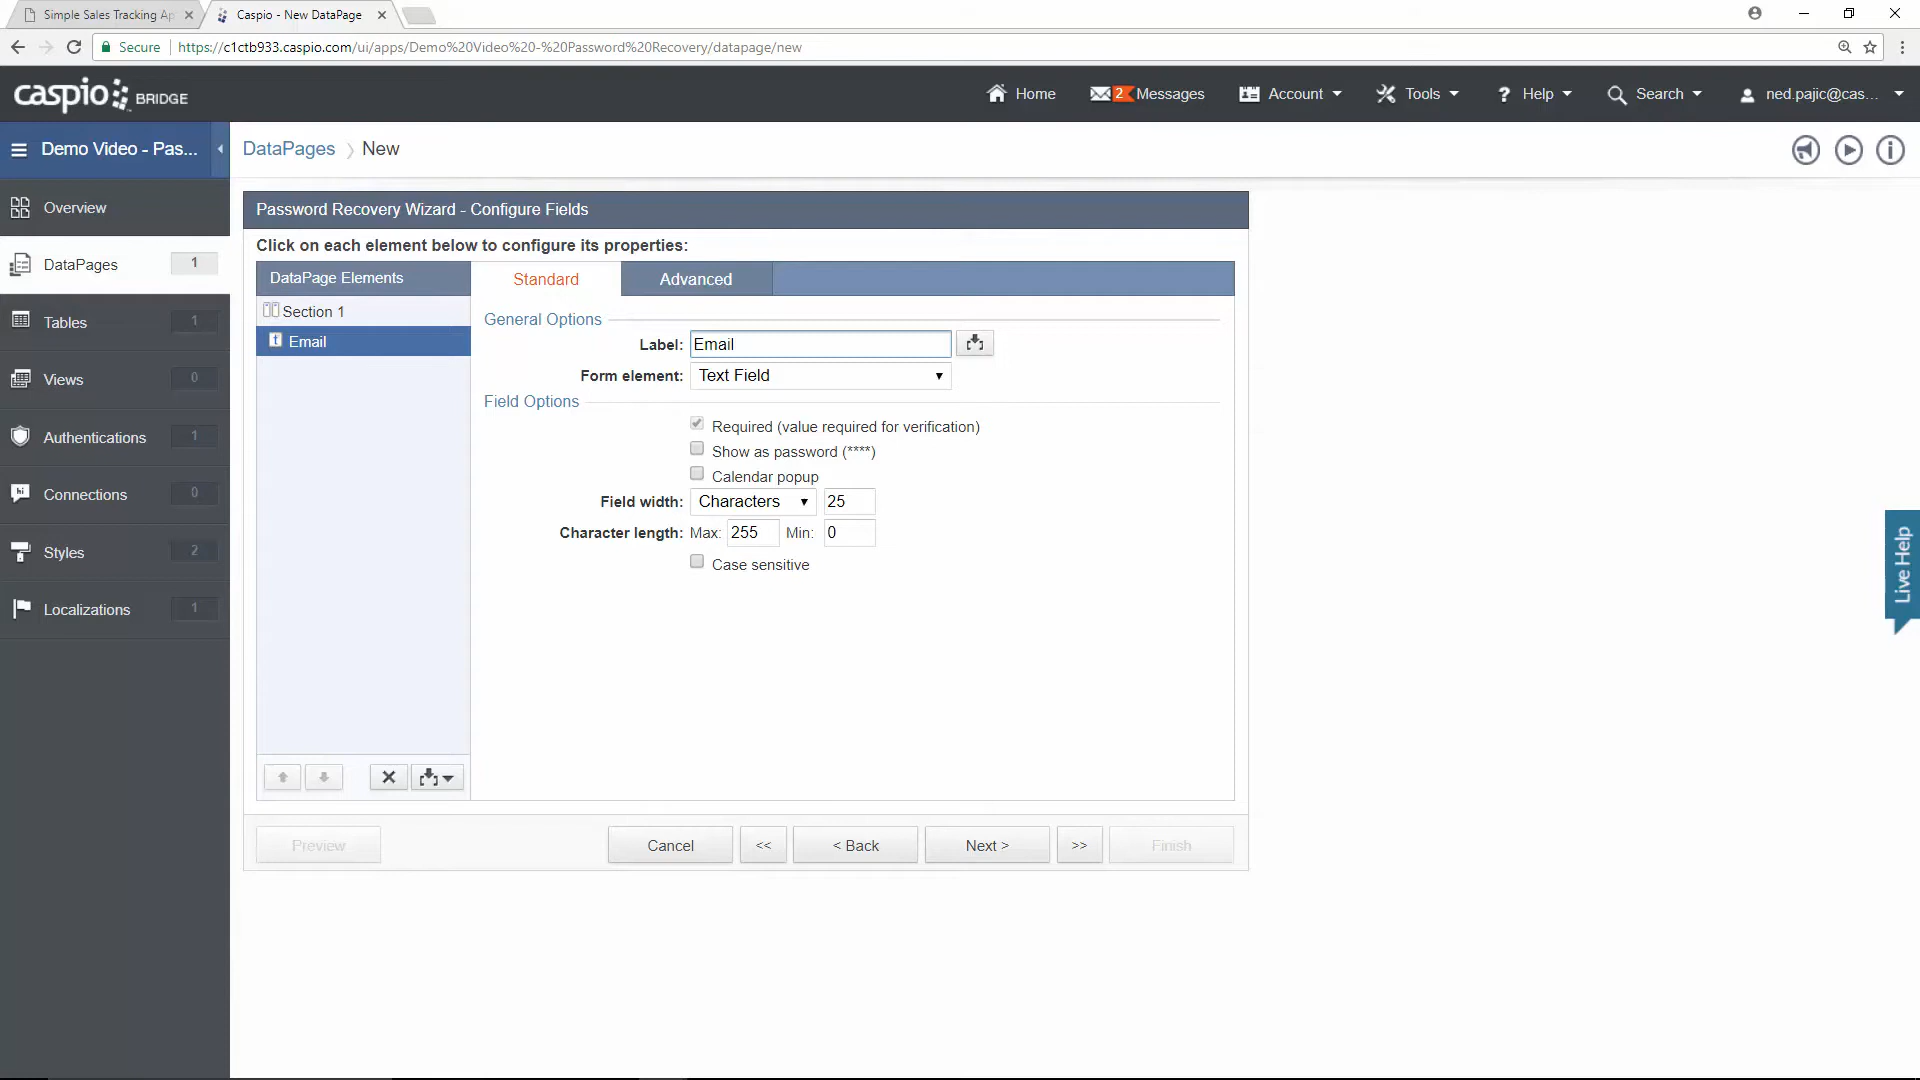 Simple Sales Tracking Ap
Caspio - New DataPage
Secure
https://c1ctb933.caspio.com/ui/apps/Demo%20Video%20-%20Password%20Recovery/datapage/new
caspio BRIDGE
Home
2 Messages
Account
Tools
? Help
Search
ned.pajic@cas...
Demo Video - Pas...
DataPages
New
Overview
DataPages 1
Tables 1
Views 0
Authentications 1
hi Connections 0
Styles 2
Localizations 1
Password Recovery Wizard - Configure Fields
Click on each element below to configure its properties:
DataPage Elements
Standard
Advanced
Section 1
t Email
General Options
Label: Email
Form element: Text Field
Field Options
Required (value required for verification)
Show as password (****)
Calendar popup
Field width: Characters 25
Character length: Max: 255 Min: 0
Case sensitive
Live Help
Preview
Cancel
<<
< Back
Next >
>>
Finish